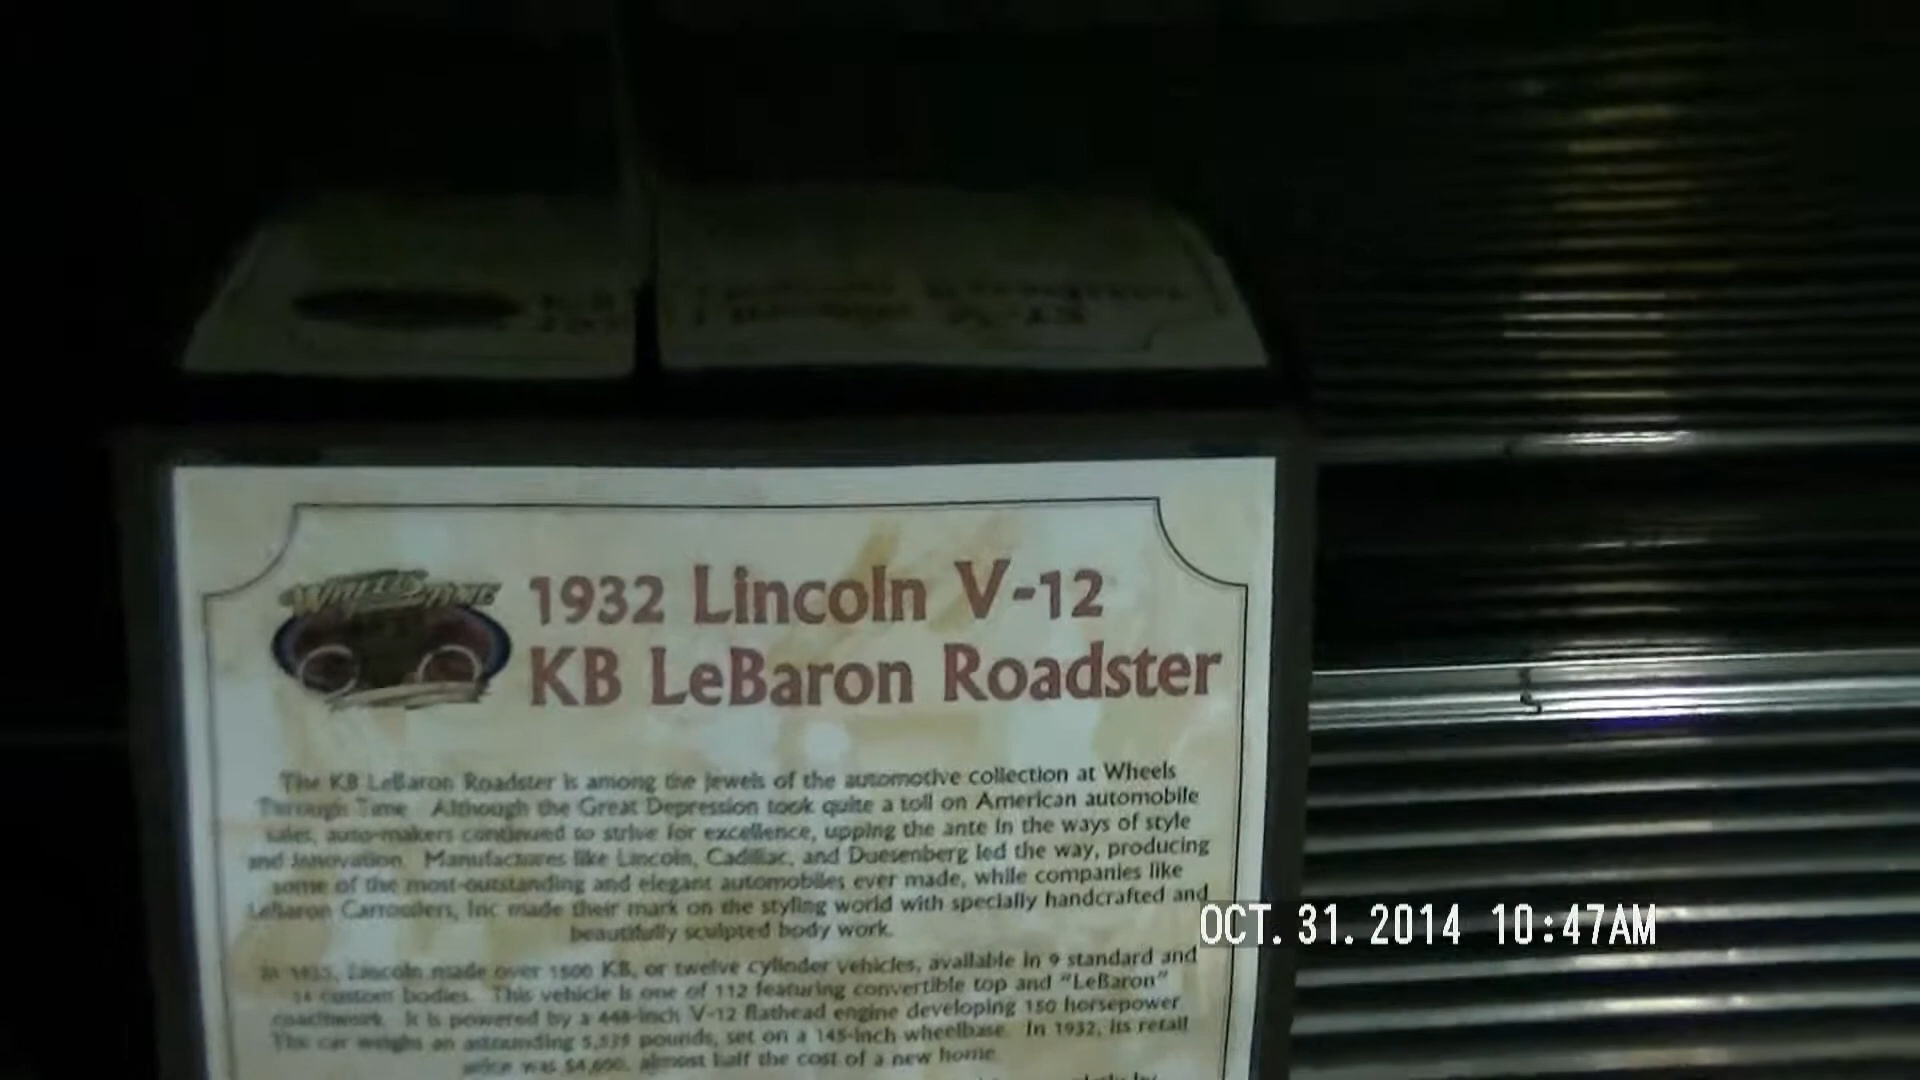 WHEELS TIME
1932 Lincoln V-12
KB LeBaron Roadster
The KB LeBaron Roadster is among the jewels of the automotive collection at Wheels
Through Time. Although the Great Depression took quite a toll on American automobile
sales, auto-makers continued to strive for excellence, upping the ante in the ways of style
and innovation. Manufactures like Lincoln, Cadillac, and Duesenberg led the way, producing
some of the most-outstanding and elegant automobiles ever made, while companies like
LeBaron Carrossiers, Inc made their mark on the styling world with specially handcrafted and
beautifully sculpted body work.
In Lincoln made over 1500 KB, or twelve cylinder vehicles, available in 9 standard and
14 custom bodies. This vehicle is one of 112 featuring convertible top and "LeBaron"
coachwork. It is powered by a 448-inch V-12 flathead engine developing 150 horsepower
The car weighs an astounding 5,535 pounds, set on a 145-inch wheelbase. In 1932, its retail
price was $4,600, almost half the cost of a new home
OCT. 31. 2014 10:47AM